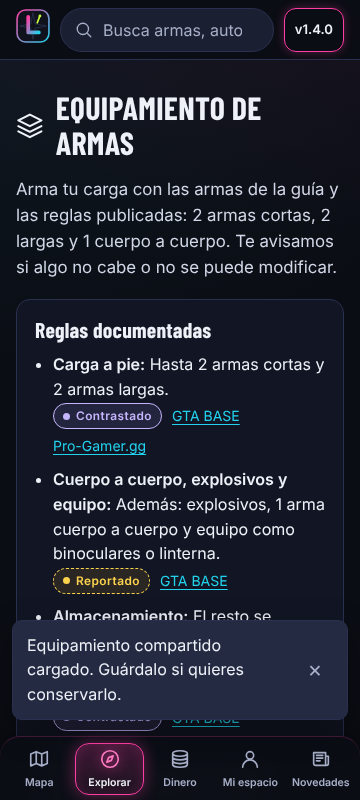 Busca armas, auto
v1.4.0
EQUIPAMIENTO DE
ARMAS
Arma tu carga con las armas de la guía y
las reglas publicadas: 2 armas cortas, 2
largas y 1 cuerpo a cuerpo. Te avisamos
si algo no cabe o no se puede modificar.
Reglas documentadas
• Carga a pie: Hasta 2 armas cortas y
2 armas largas.
Contrastado GTA BASE
Pro-Gamer.gg
• Cuerpo a cuerpo, explosivos y
equipo: Además: explosivos, 1 arma
cuerpo a cuerpo y equipo como
binoculares o linterna.
Reportado GTA BASE
• Almacenamiento: El resto se
Equipamiento compartido
cargado. Guárdalo si quieres
conservarlo.
Contrastado GTA BASE
Mapa Explorar Dinero Mi espacio Novedades